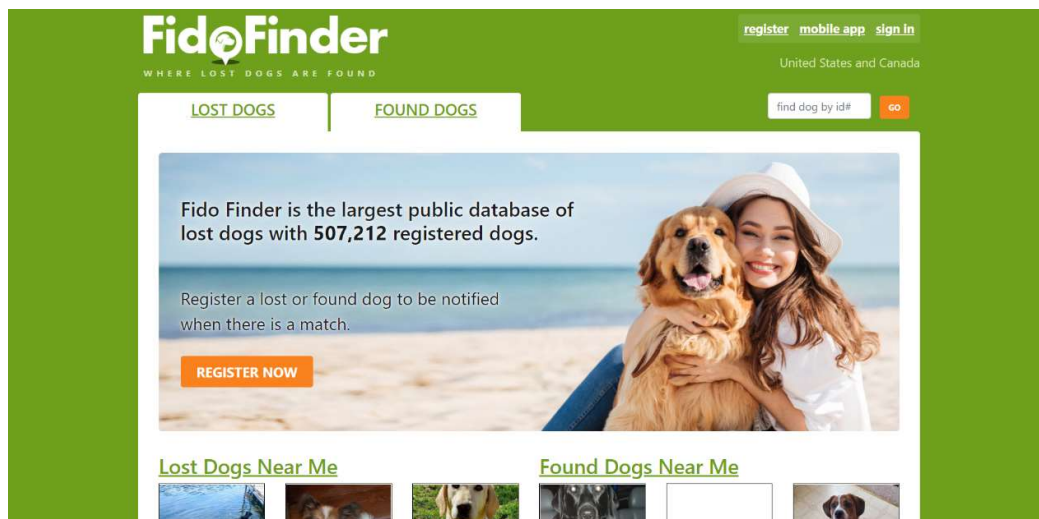 FidoFinder
WHERE LOST DOGS ARE FOUND
register mobile app sign in
United States and Canada
LOST DOGS
FOUND DOGS
find dog by id#
GO
Fido Finder is the largest public database of
lost dogs with 507,212 registered dogs.
Register a lost or found dog to be notified
when there is a match.
REGISTER NOW
Lost Dogs Near Me
Found Dogs Near Me